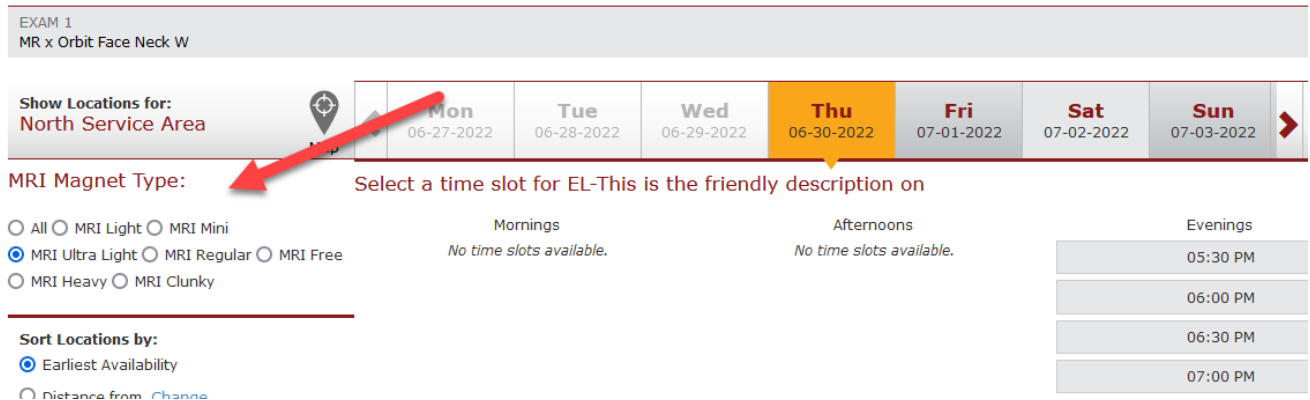 EXAM 1
MR x Orbit Face Neck W
Show Locations for:
North Service Area
Mon
06-27-2022
Tue
06-28-2022
Wed
06-29-2022
Thu
06-30-2022
Fri
07-01-2022
Sat
07-02-2022
Sun
07-03-2022
MRI Magnet Type:
All MRI Light MRI Mini
MRI Ultra Light MRI Regular MRI Free
MRI Heavy MRI Clunky
Sort Locations by:
Earliest Availability
Distance from Change
Select a time slot for EL-This is the friendly description on
Mornings
No time slots available.
Afternoons
No time slots available.
Evenings
05:30 PM
06:00 PM
06:30 PM
07:00 PM